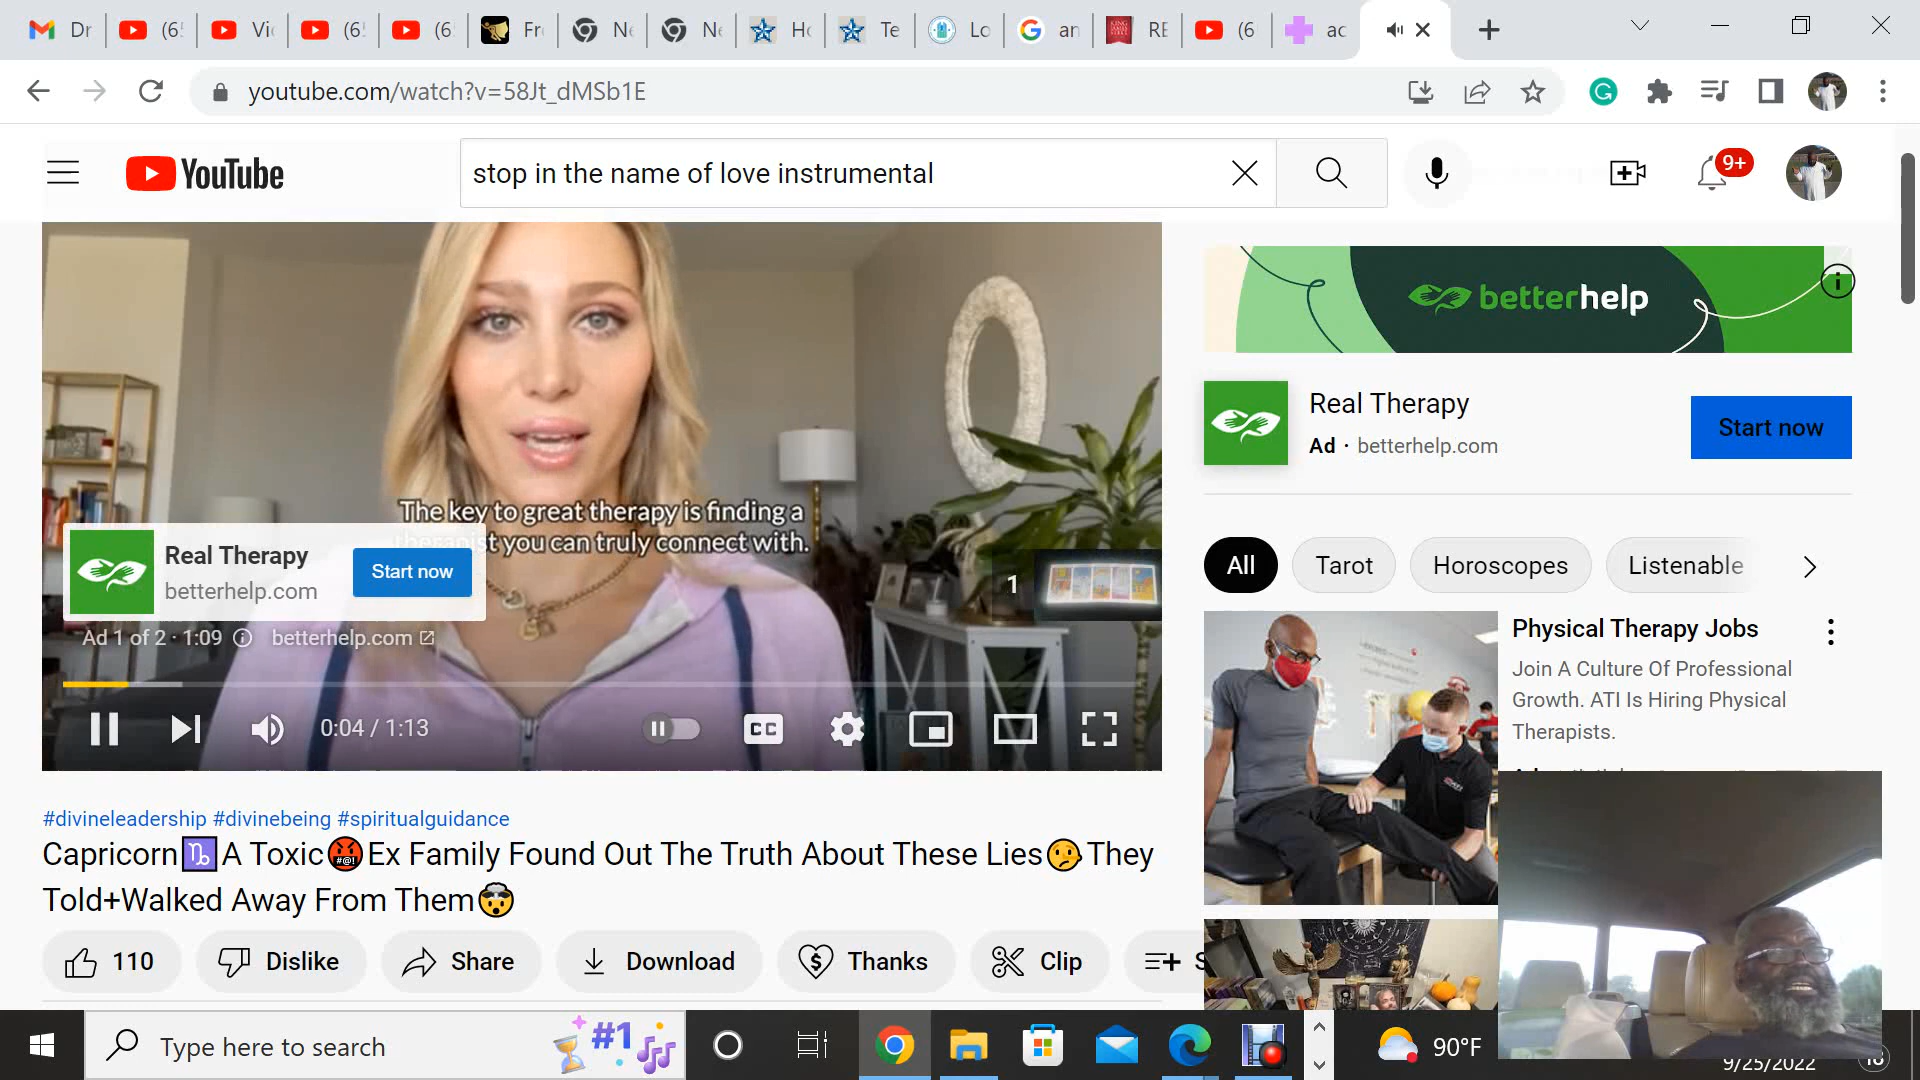 Dr
(6
Vi
(6
(6
Fr
Ne
Ne
Ho
Te
Lo
an
RE
(6
ac
youtube.com/watch?v=58Jt_dMSb1E
YouTube
stop in the name of love instrumental
9+
betterhelp
Real Therapy
Ad · betterhelp.com
Start now
The key to great therapy is finding a
therapist you can truly connect with.
Real Therapy
betterhelp.com
Start now
1
Ad 1 of 2 · 1:09
betterhelp.com
0:04 / 1:13
CC
All
Tarot
Horoscopes
Listenable
Physical Therapy Jobs
Join A Culture Of Professional
Growth. ATI Is Hiring Physical
Therapists.
#divineleadership #divinebeing #spiritualguidance
Capricorn♑A Toxic🤬Ex Family Found Out The Truth About These Lies🤥They
Told+Walked Away From Them🤯
110
Dislike
Share
Download
Thanks
Clip
S
Type here to search
#1
90°F
9/25/2022